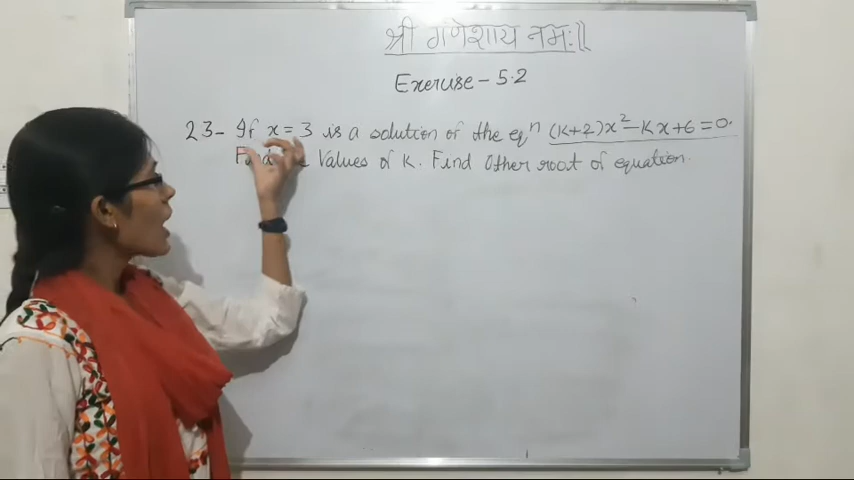 श्री गणेशाय नमः॥
Exercise - 5.2
23- If x = 3 is a solution of the eqⁿ (K+2)x² - Kx + 6 = 0.
Find Values of K. Find Other root of equation.